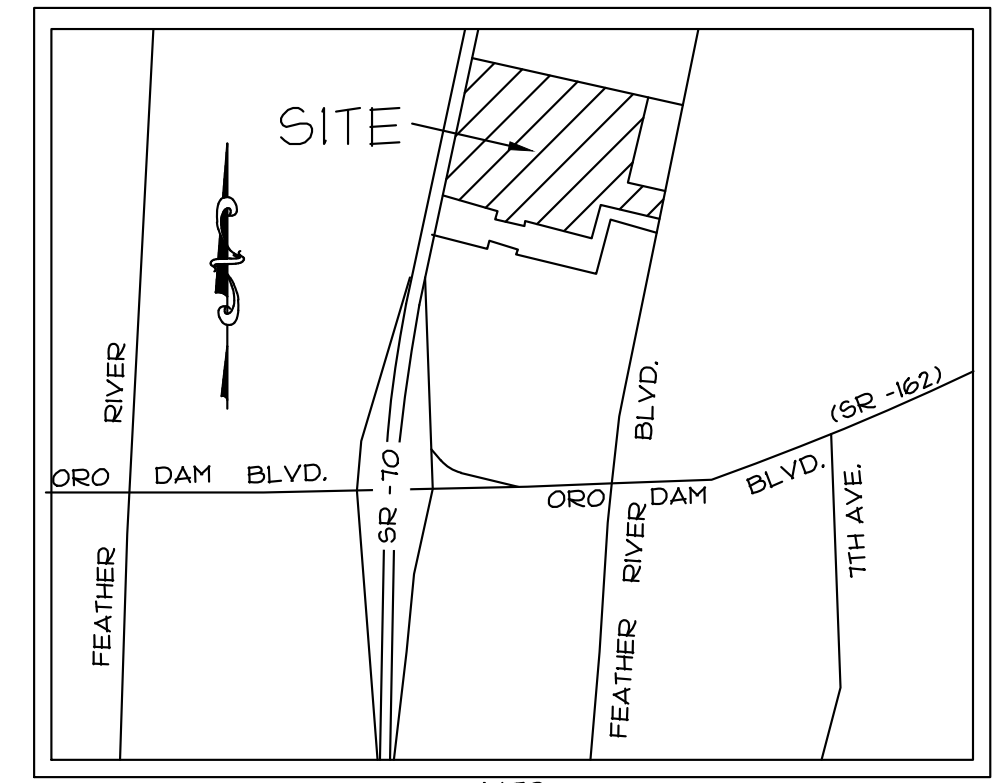 SITE
FEATHER RIVER
ORO DAM BLVD.
SR - 70
ORO DAM BLVD. (SR -162)
FEATHER RIVER BLVD.
7TH AVE.